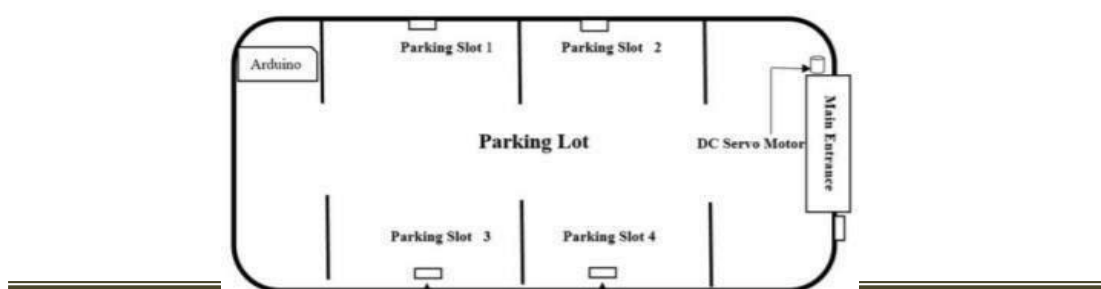 Parking Slot 1
Parking Slot 2
Arduino
Main Entrance
Parking Lot
DC Servo Motor
Parking Slot 3
Parking Slot 4